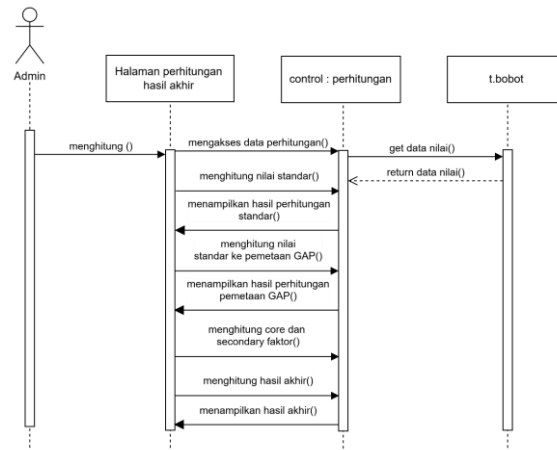 Admin
Halaman perhitungan
hasil akhir
control : perhitungan
t.bobot
menghitung ()
mengakses data perhitungan()
get data nilai()
menghitung nilai standar()
return data nilai()
menampilkan hasil perhitungan
standar()
menghitung nilai
standar ke pemetaan GAP()
menampilkan hasil perhitungan
pemetaan GAP()
menghitung core dan
secondary faktor()
menghitung hasil akhir()
menampilkan hasil akhir()